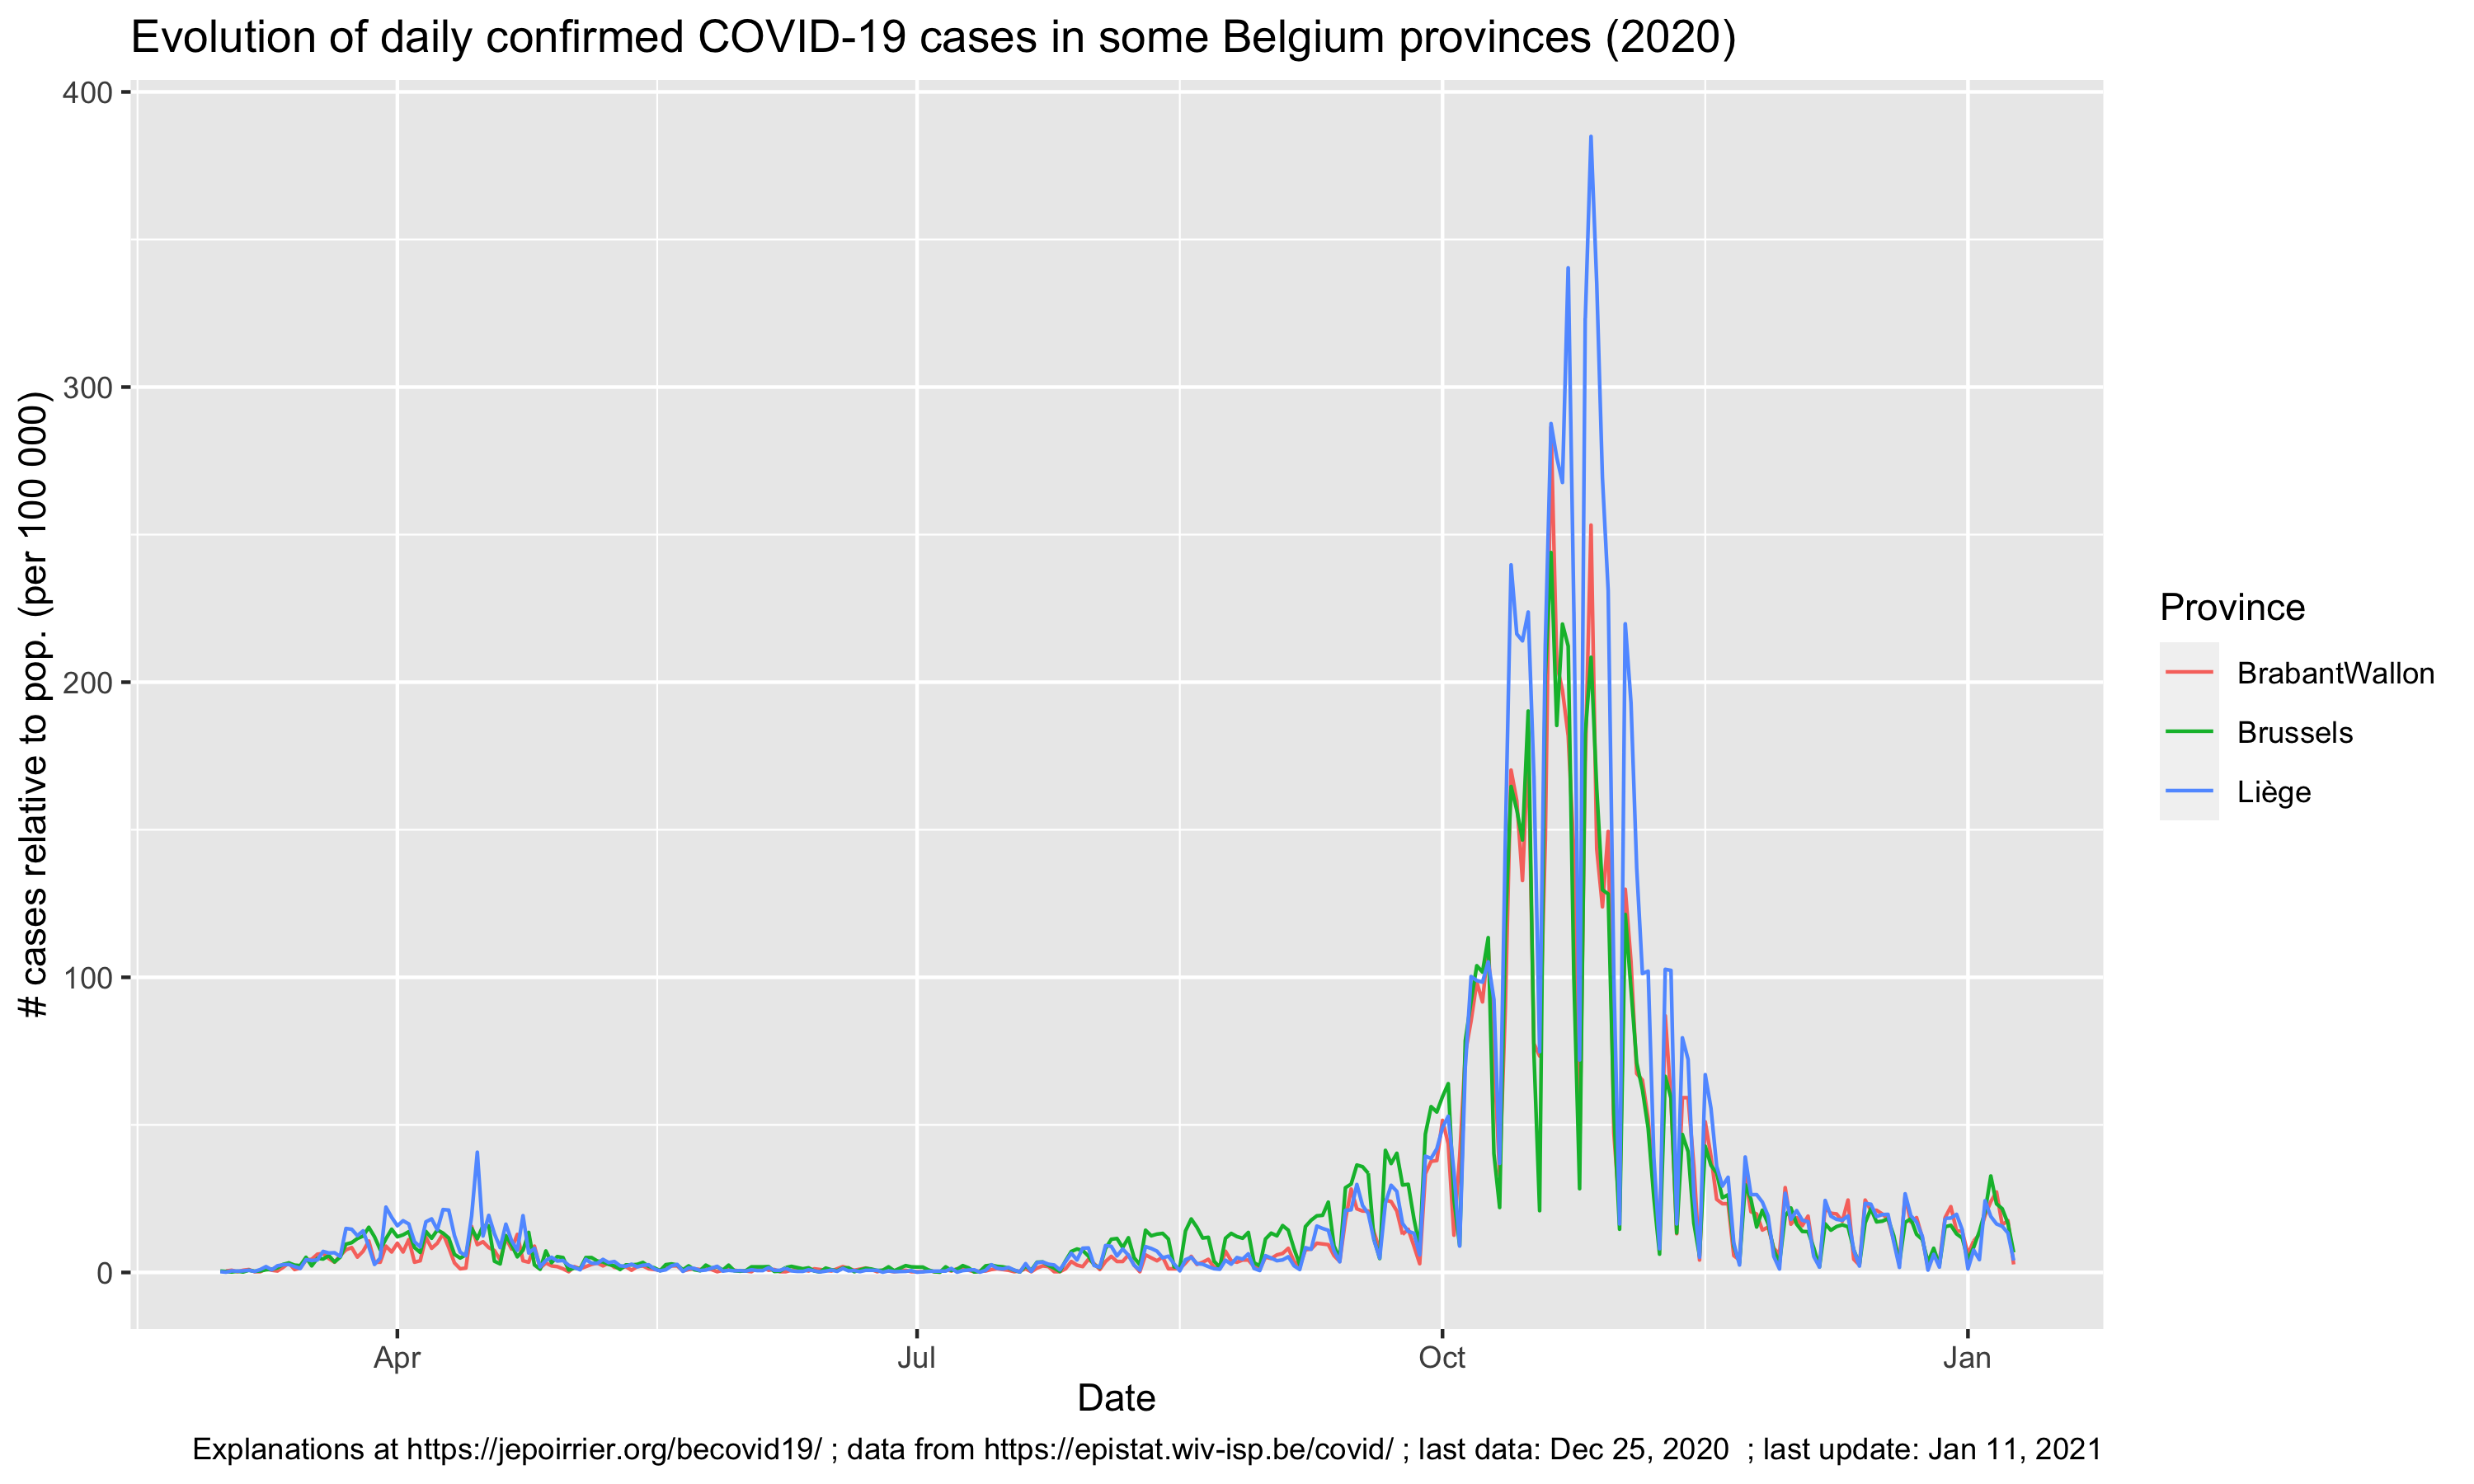 Evolution of daily confirmed COVID-19 cases in some Belgium provinces (2020)
400
300
200
100
0
# cases relative to pop. (per 100 000)
Apr
Jul
Oct
Jan
Date
Province
BrabantWallon
Brussels
Liège
Explanations at https://jepoirrier.org/becovid19/ ; data from https://epistat.wiv-isp.be/covid/ ; last data: Dec 25, 2020  ; last update: Jan 11, 2021